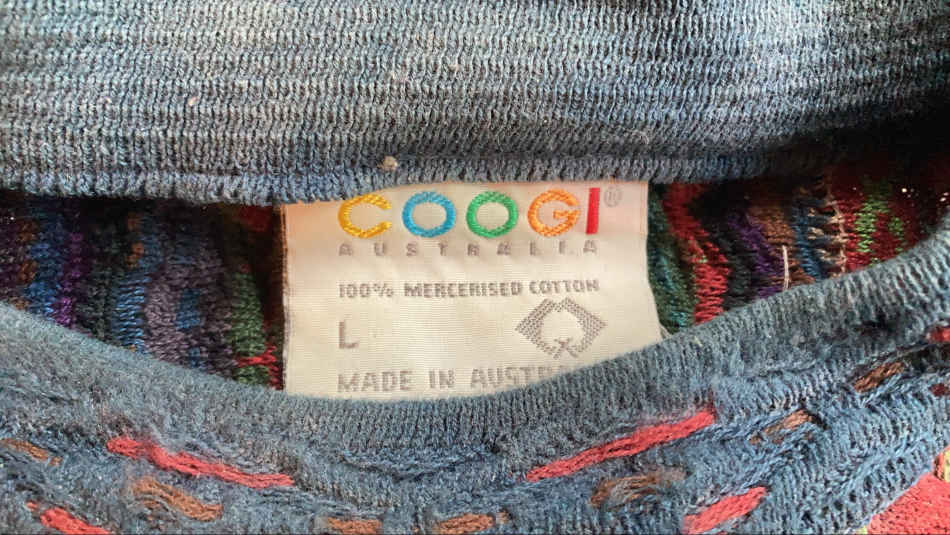 COOGI®
AUSTRALIA
100% MERCERISED COTTON
L
MADE IN